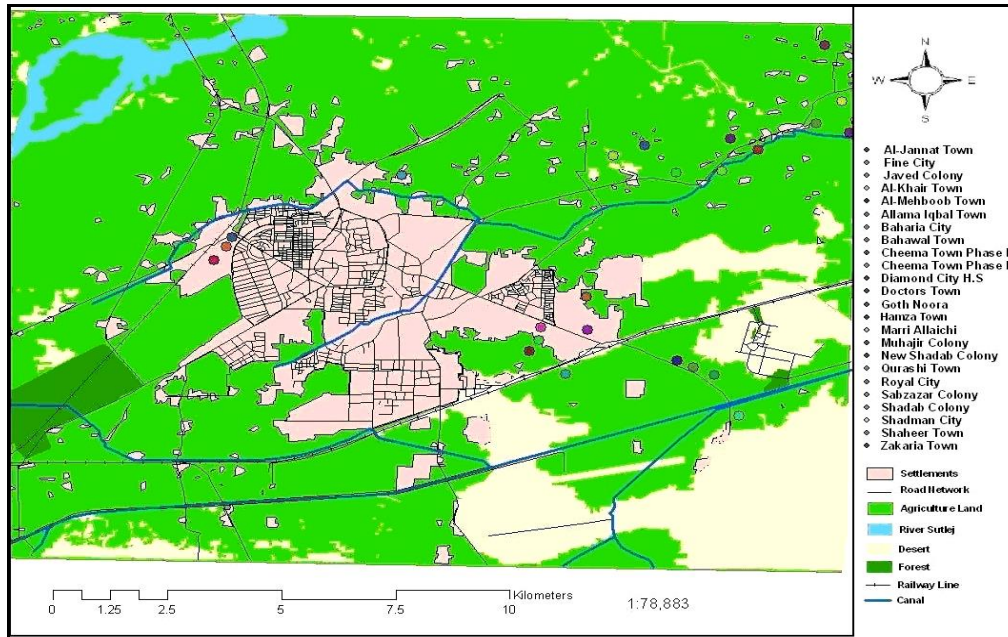 N
W E
S
Al-Jannat Town
Fine City
Javed Colony
Al-Khair Town
Al-Mehboob Town
Allama Iqbal Town
Baharia City
Bahawal Town
Cheema Town Phase I
Cheema Town Phase I
Diamond City H.S
Doctors Town
Goth Noora
Hamza Town
Marri Allaichi
Muhajir Colony
New Shadab Colony
Ourashi Town
Royal City
Sabzazar Colony
Shadab Colony
Shadman City
Shaheer Town
Zakaria Town
Settlements
Road Network
Agriculture Land
River Sutlej
Desert
Forest
Railway Line
Canal
Kilometers
0 1.25 2.5 5 7.5 10
1:78,883